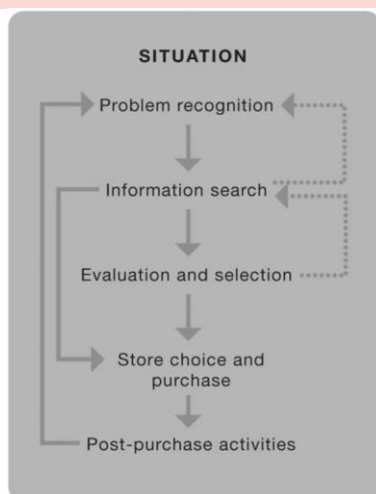 SITUATION
Problem recognition
Information search
Evaluation and selection
Store choice and
purchase
Post-purchase activities